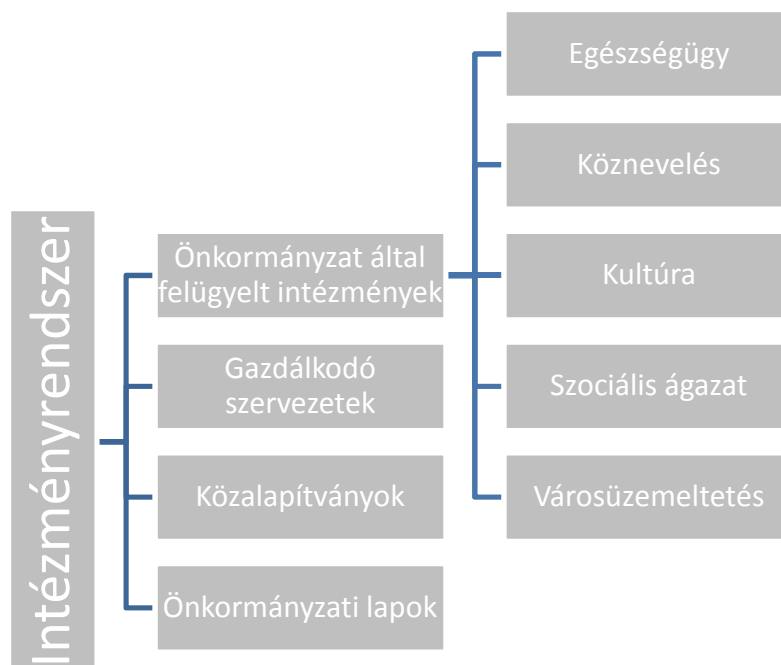 Intézményrendszer
Önkormányzat által
felügyelt intézmények
Gazdálkodó
szervezetek
Közalapítványok
Önkormányzati lapok
Egészségügy
Köznevelés
Kultúra
Szociális ágazat
Városüzemeltetés